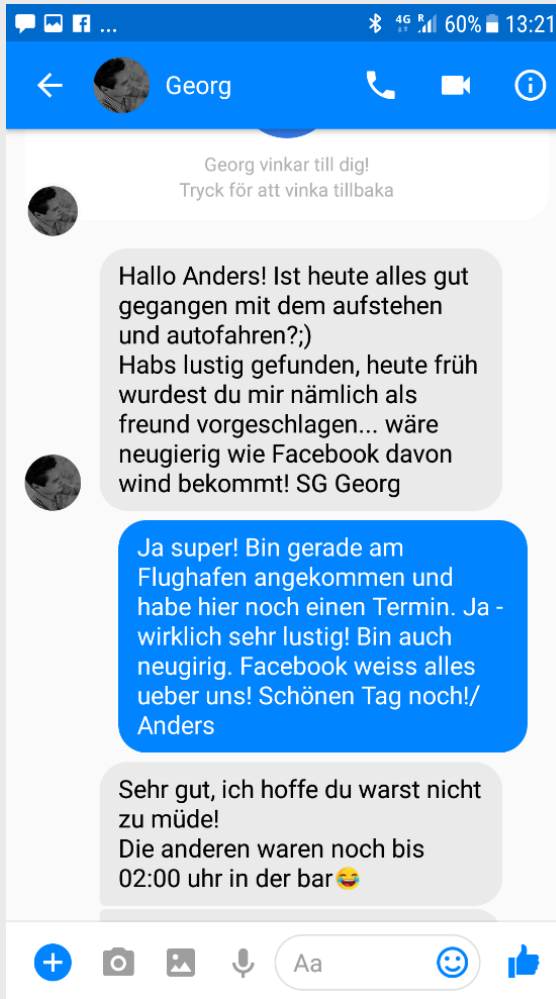 ... 4G R 60% 13:21
Georg
Georg vinkar till dig!
Tryck för att vinka tillbaka
Hallo Anders! Ist heute alles gut
gegangen mit dem aufstehen
und autofahren?;)
Habs lustig gefunden, heute früh
wurdest du mir nämlich als
freund vorgeschlagen... wäre
neugierig wie Facebook davon
wind bekommt! SG Georg
Ja super! Bin gerade am
Flughafen angekommen und
habe hier noch einen Termin. Ja -
wirklich sehr lustig! Bin auch
neugirig. Facebook weiss alles
ueber uns! Schönen Tag noch!/
Anders
Sehr gut, ich hoffe du warst nicht
zu müde!
Die anderen waren noch bis
02:00 uhr in der bar😂
Aa